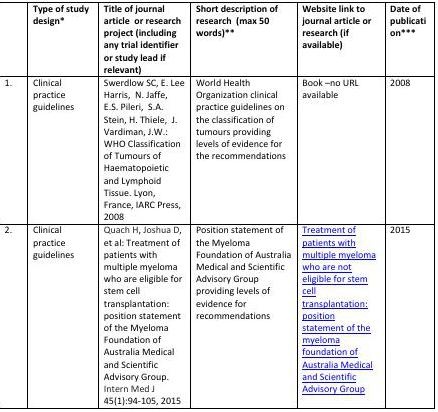 Type of study design*
Title of journal article or research project (including any trial identifier or study lead if relevant)
Short description of research (max 50 words)**
Website link to journal article or research (if available)
Date of publicati on***
1.
Clinical practice guidelines
Swerdlow SC, E. Lee
Harris, N. Jaffe,
E.S. Pileri, S.A.
Stein, H. Thiele, J.
Vardiman, J.W.:
WHO Classification
of Tumours of
Haematopoietic
and Lymphoid
Tissue. Lyon,
France, IARC Press,
2008
World Health
Organization clinical
practice guidelines on
the classification of
tumours providing
levels of evidence for
the recommendations
Book –no URL
available
2008
2.
Clinical
practice
guidelines
Quach H, Joshua D,
et al: Treatment of
patients with
multiple myeloma
who are eligible for
stem cell
transplantation:
position statement
of the Myeloma
Foundation of
Australia Medical
and Scientific
Advisory Group.
Intern Med J
45(1):94-105, 2015
Position statement of
the Myeloma
Foundation of Australia
Medical and Scientific
Advisory Group
providing levels of
evidence for
recommendations
Treatment of
patients with
multiple myeloma
who are not
eligible for stem
cell
transplantation:
position
statement of the
myeloma
foundation of
Australia Medical
and Scientific
Advisory Group
2015